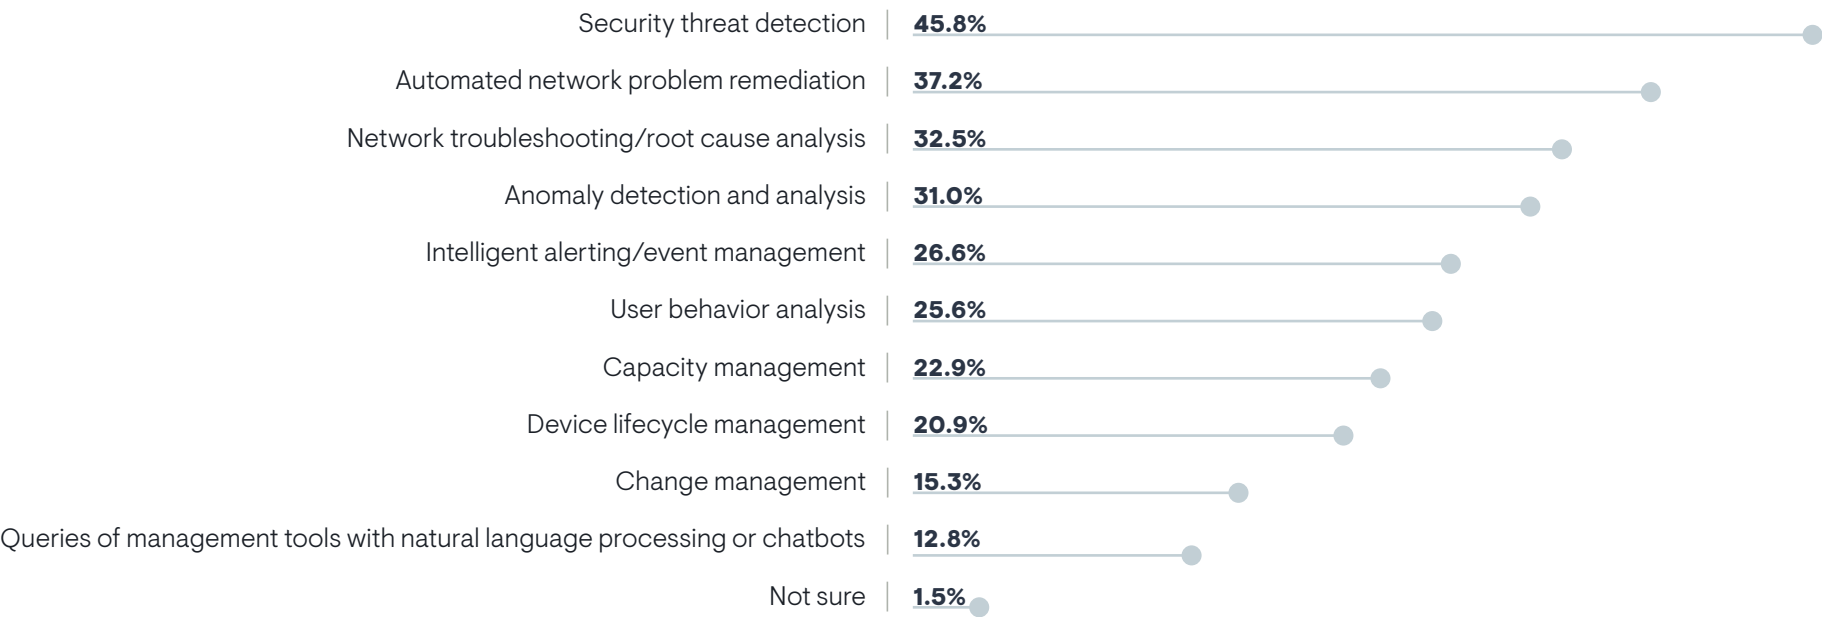 Security threat detection 45.8%
Automated network problem remediation 37.2%
Network troubleshooting/root cause analysis 32.5%
Anomaly detection and analysis 31.0%
Intelligent alerting/event management 26.6%
User behavior analysis 25.6%
Capacity management 22.9%
Device lifecycle management 20.9%
Change management 15.3%
Queries of management tools with natural language processing or chatbots 12.8%
Not sure 1.5%